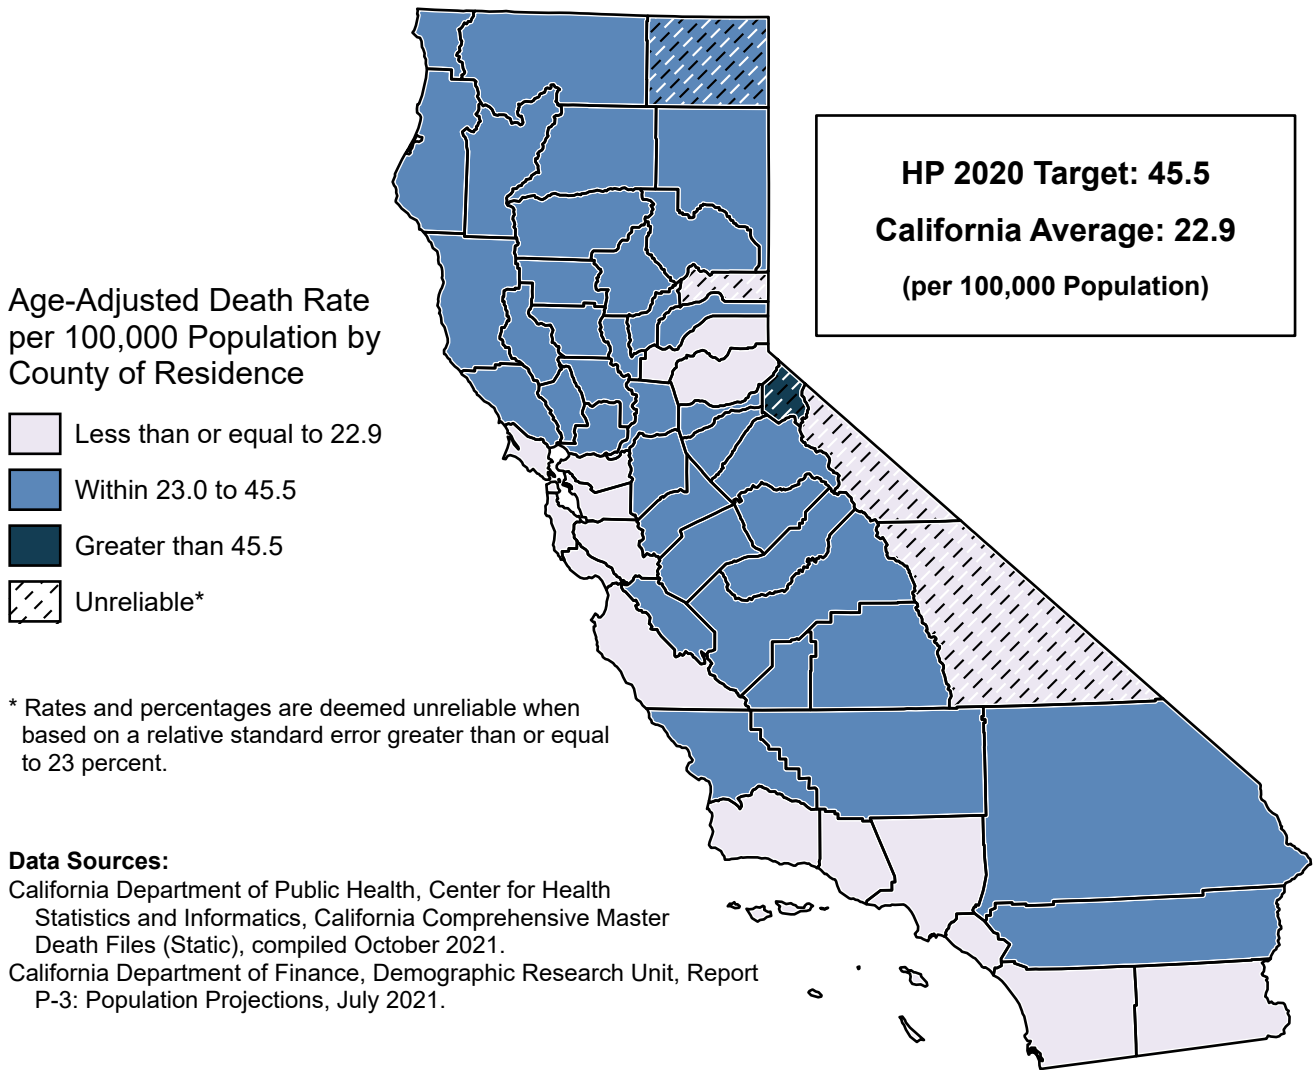 HP 2020 Target: 45.5
California Average: 22.9
(per 100,000 Population)
Age-Adjusted Death Rate
per 100,000 Population by
County of Residence
Less than or equal to 22.9
Within 23.0 to 45.5
Greater than 45.5
Unreliable*
* Rates and percentages are deemed unreliable when
based on a relative standard error greater than or equal
to 23 percent.
Data Sources:
California Department of Public Health, Center for Health
Statistics and Informatics, California Comprehensive Master
Death Files (Static), compiled October 2021.
California Department of Finance, Demographic Research Unit, Report
P-3: Population Projections, July 2021.